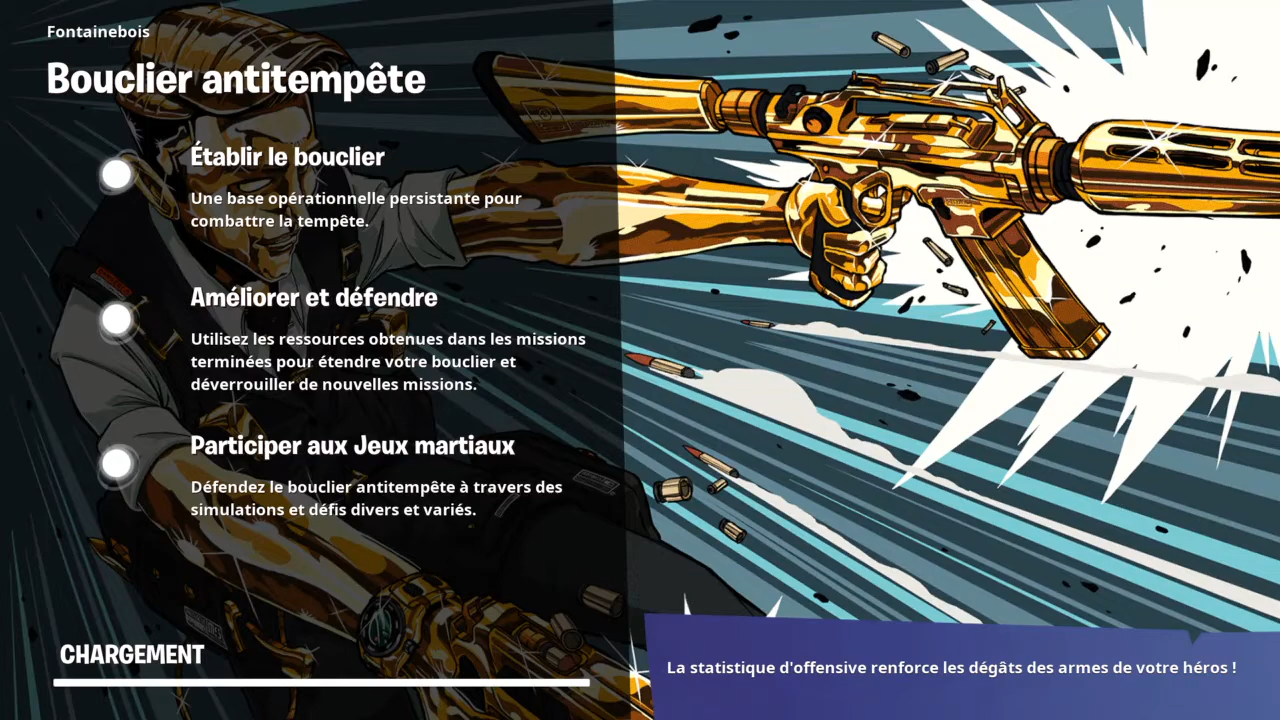 Fontainebois
Bouclier antitempête
Établir le bouclier
Une base opérationnelle persistante pour
combattre la tempête.
Améliorer et défendre
Utilisez les ressources obtenues dans les missions
terminées pour étendre votre bouclier et
déverrouiller de nouvelles missions.
Participer aux Jeux martiaux
Défendez le bouclier antitempête à travers des
simulations et défis divers et variés.
CHARGEMENT
La statistique d'offensive renforce les dégâts des armes de votre héros !